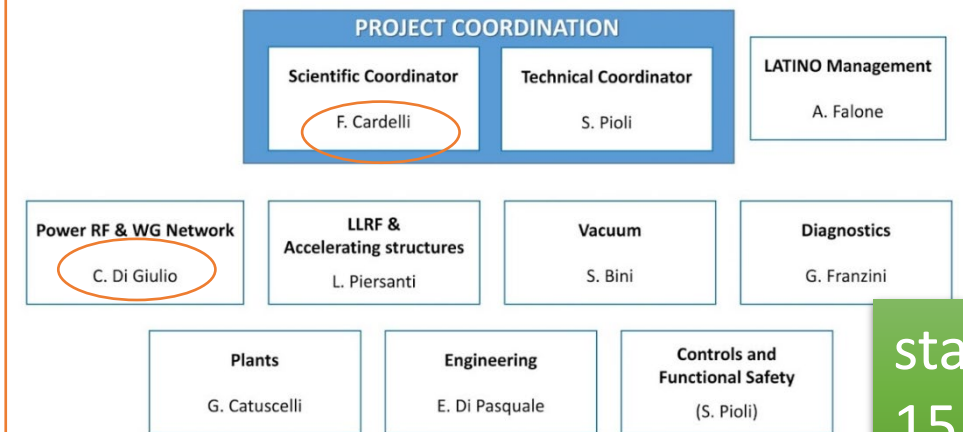 PROJECT COORDINATION
Scientific Coordinator
F. Cardelli
Technical Coordinator
S. Pioli
LATINO Management
A. Falone
Power RF & WG Network
C. Di Giulio
LLRF &
Accelerating structures
L. Piersanti
Vacuum
S. Bini
Diagnostics
G. Franzini
Plants
G. Catuscelli
Engineering
E. Di Pasquale
Controls and
Functional Safety
(S. Pioli)
sta
15